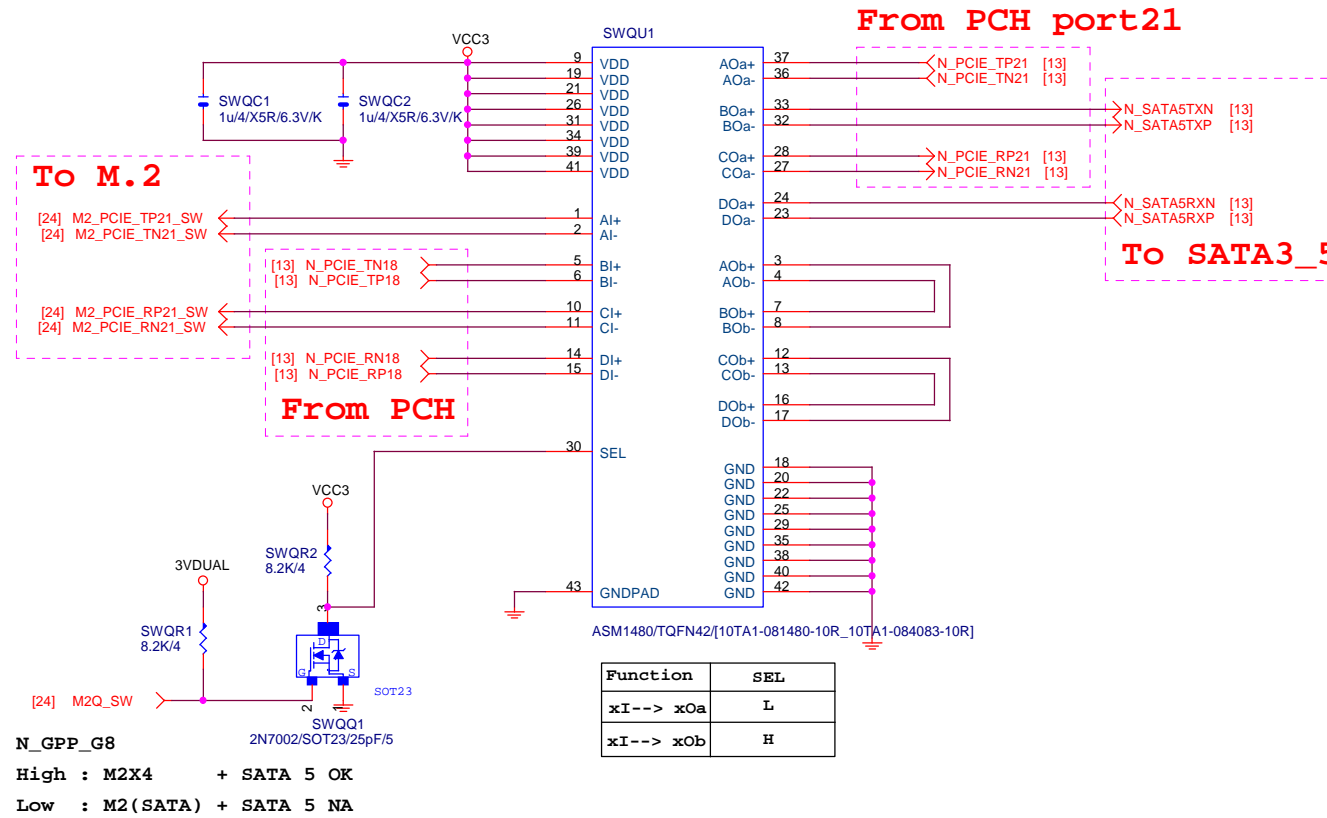 From PCH port21
VCC3
SWQU1
9 VDD
19 VDD
21 VDD
26 VDD
31 VDD
34 VDD
39 VDD
41 VDD
SWQC1
1u/4/X5R/6.3V/K
SWQC2
1u/4/X5R/6.3V/K
AOa+ 37 N_PCIE_TP21 [13]
AOa- 36 N_PCIE_TN21 [13]
BOa+ 33 N_SATA5TXN [13]
BOa- 32 N_SATA5TXP [13]
COa+ 28 N_PCIE_RP21 [13]
COa- 27 N_PCIE_RN21 [13]
DOa+ 24 N_SATA5RXN [13]
DOa- 23 N_SATA5RXP [13]
To SATA3_5
To M.2
[24] M2_PCIE_TP21_SW 1 AI+
[24] M2_PCIE_TN21_SW 2 AI-
[13] N_PCIE_TN18 5 BI+
[13] N_PCIE_TP18 6 BI-
[24] M2_PCIE_RP21_SW 10 CI+
[24] M2_PCIE_RN21_SW 11 CI-
[13] N_PCIE_RN18 14 DI+
[13] N_PCIE_RP18 15 DI-
From PCH
AOb+ 3
AOb- 4
BOb+ 7
BOb- 8
COb+ 12
COb- 13
DOb+ 16
DOb- 17
30 SEL
GND 18
GND 20
GND 22
GND 25
GND 29
GND 35
GND 38
GND 40
GND 42
43 GNDPAD
VCC3
SWQR2
8.2K/4
3VDUAL
SWQR1
8.2K/4
3
D
G
S
SOT23
2
1
[24] M2Q_SW
SWQQ1
2N7002/SOT23/25pF/5
ASM1480/TQFN42/[10TA1-081480-10R_10TA1-084083-10R]
Function SEL
xI--> xOa L
xI--> xOb H
N_GPP_G8
High : M2X4 + SATA 5 OK
Low : M2(SATA) + SATA 5 NA